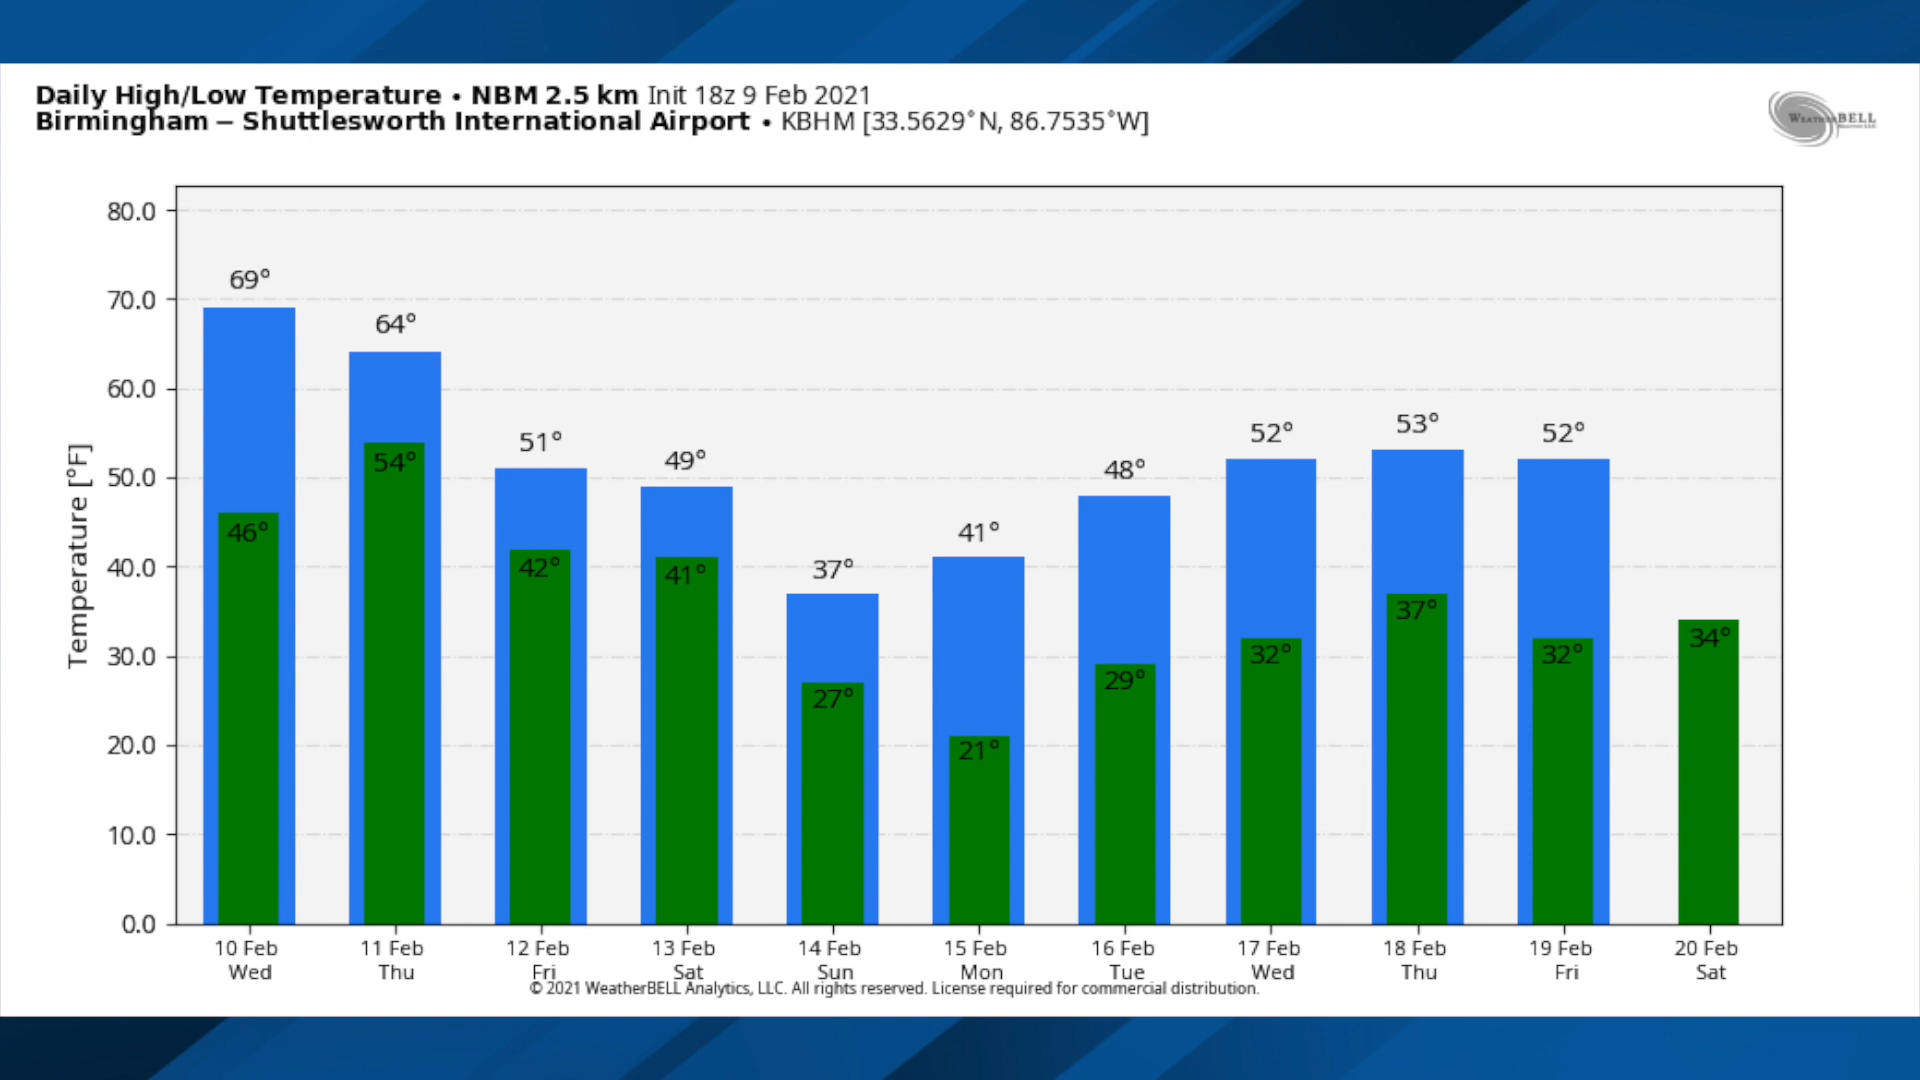 Daily High/Low Temperature • NBM 2.5 km Init 18z 9 Feb 2021
Birmingham – Shuttlesworth International Airport • KBHM [33.5629°N, 86.7535°W]
WEATHERBELL
80.0
70.0
60.0
50.0
40.0
30.0
20.0
10.0
0.0
Temperature [°F]
69° 64° 51° 49° 37° 41° 48° 52° 53° 52°
46° 54° 42° 41° 27° 21° 29° 32° 37° 32° 34°
10 Feb 11 Feb 12 Feb 13 Feb 14 Feb 15 Feb 16 Feb 17 Feb 18 Feb 19 Feb 20 Feb
Wed Thu Fri Sat Sun Mon Tue Wed Thu Fri Sat
© 2021 WeatherBELL Analytics, LLC. All rights reserved. License required for commercial distribution.